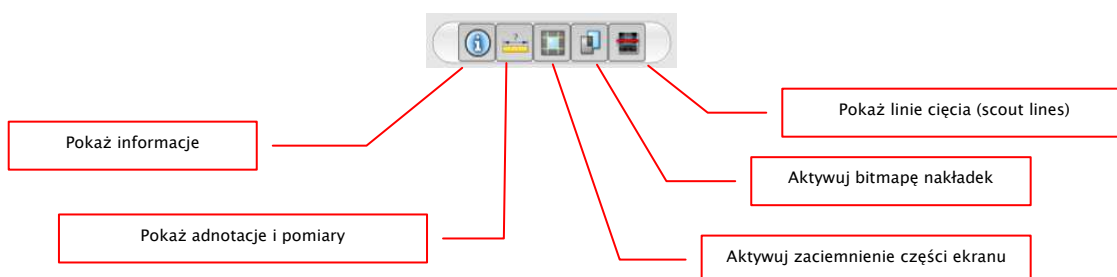 ?
Pokaż linie cięcia (scout lines)
Pokaż informacje
Aktywuj bitmapę nakładek
Pokaż adnotacje i pomiary
Aktywuj zaciemnienie części ekranu